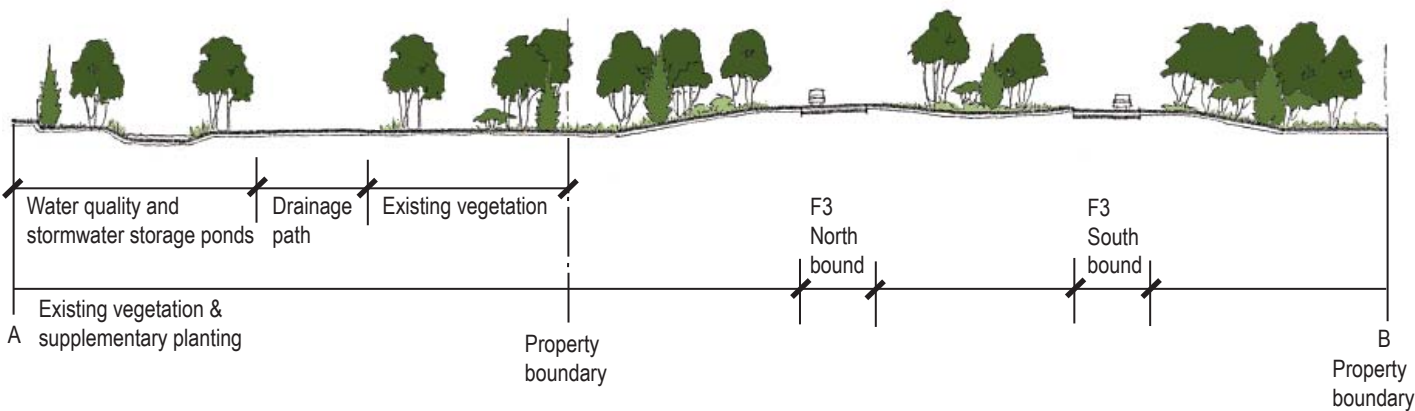 Water quality and
stormwater storage ponds
Drainage
path
Existing vegetation
F3
North
bound
F3
South
bound
A
Existing vegetation &
supplementary planting
Property
boundary
B
Property
boundary